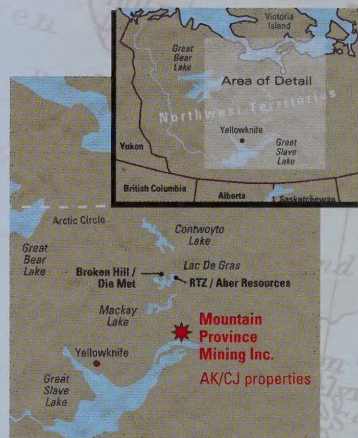 Victoria
Island
Great
Bear
Lake
Area of Detail
Northwest Territories
Yellowknife
Great
Slave
Lake
Yukon
British Columbia
Alberta
Saskatchewan
Arctic Circle
Contwoyto
Lake
Great
Bear
Lake
Lac De Gras
Broken Hill /
Dia Met
RTZ / Aber Resources
Mackay
Lake
Mountain
Province
Mining Inc.
AK/CJ properties
Yellowknife
Great
Slave
Lake